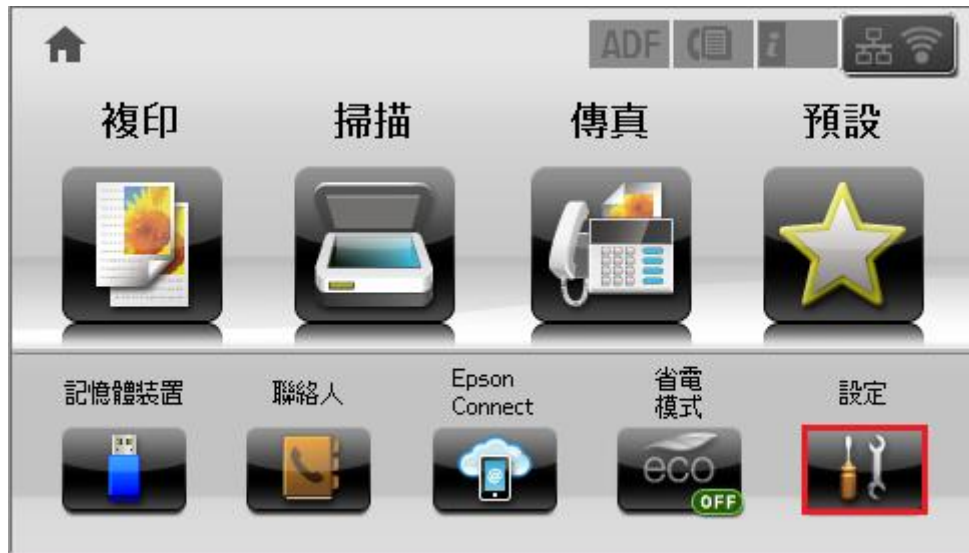 ADF i
複印 掃描 傳真 預設
記憶體裝置 聯絡人 Epson Connect 省電模式 設定
eco
OFF
@